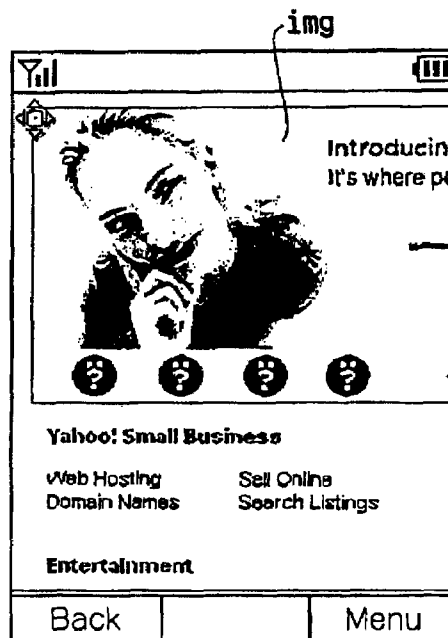 img
Introducin
It's where pe
? ? ? ?
Yahoo! Small Business
Web Hosting Sell Online
Domain Names Search Listings
Entertainment
Back Menu